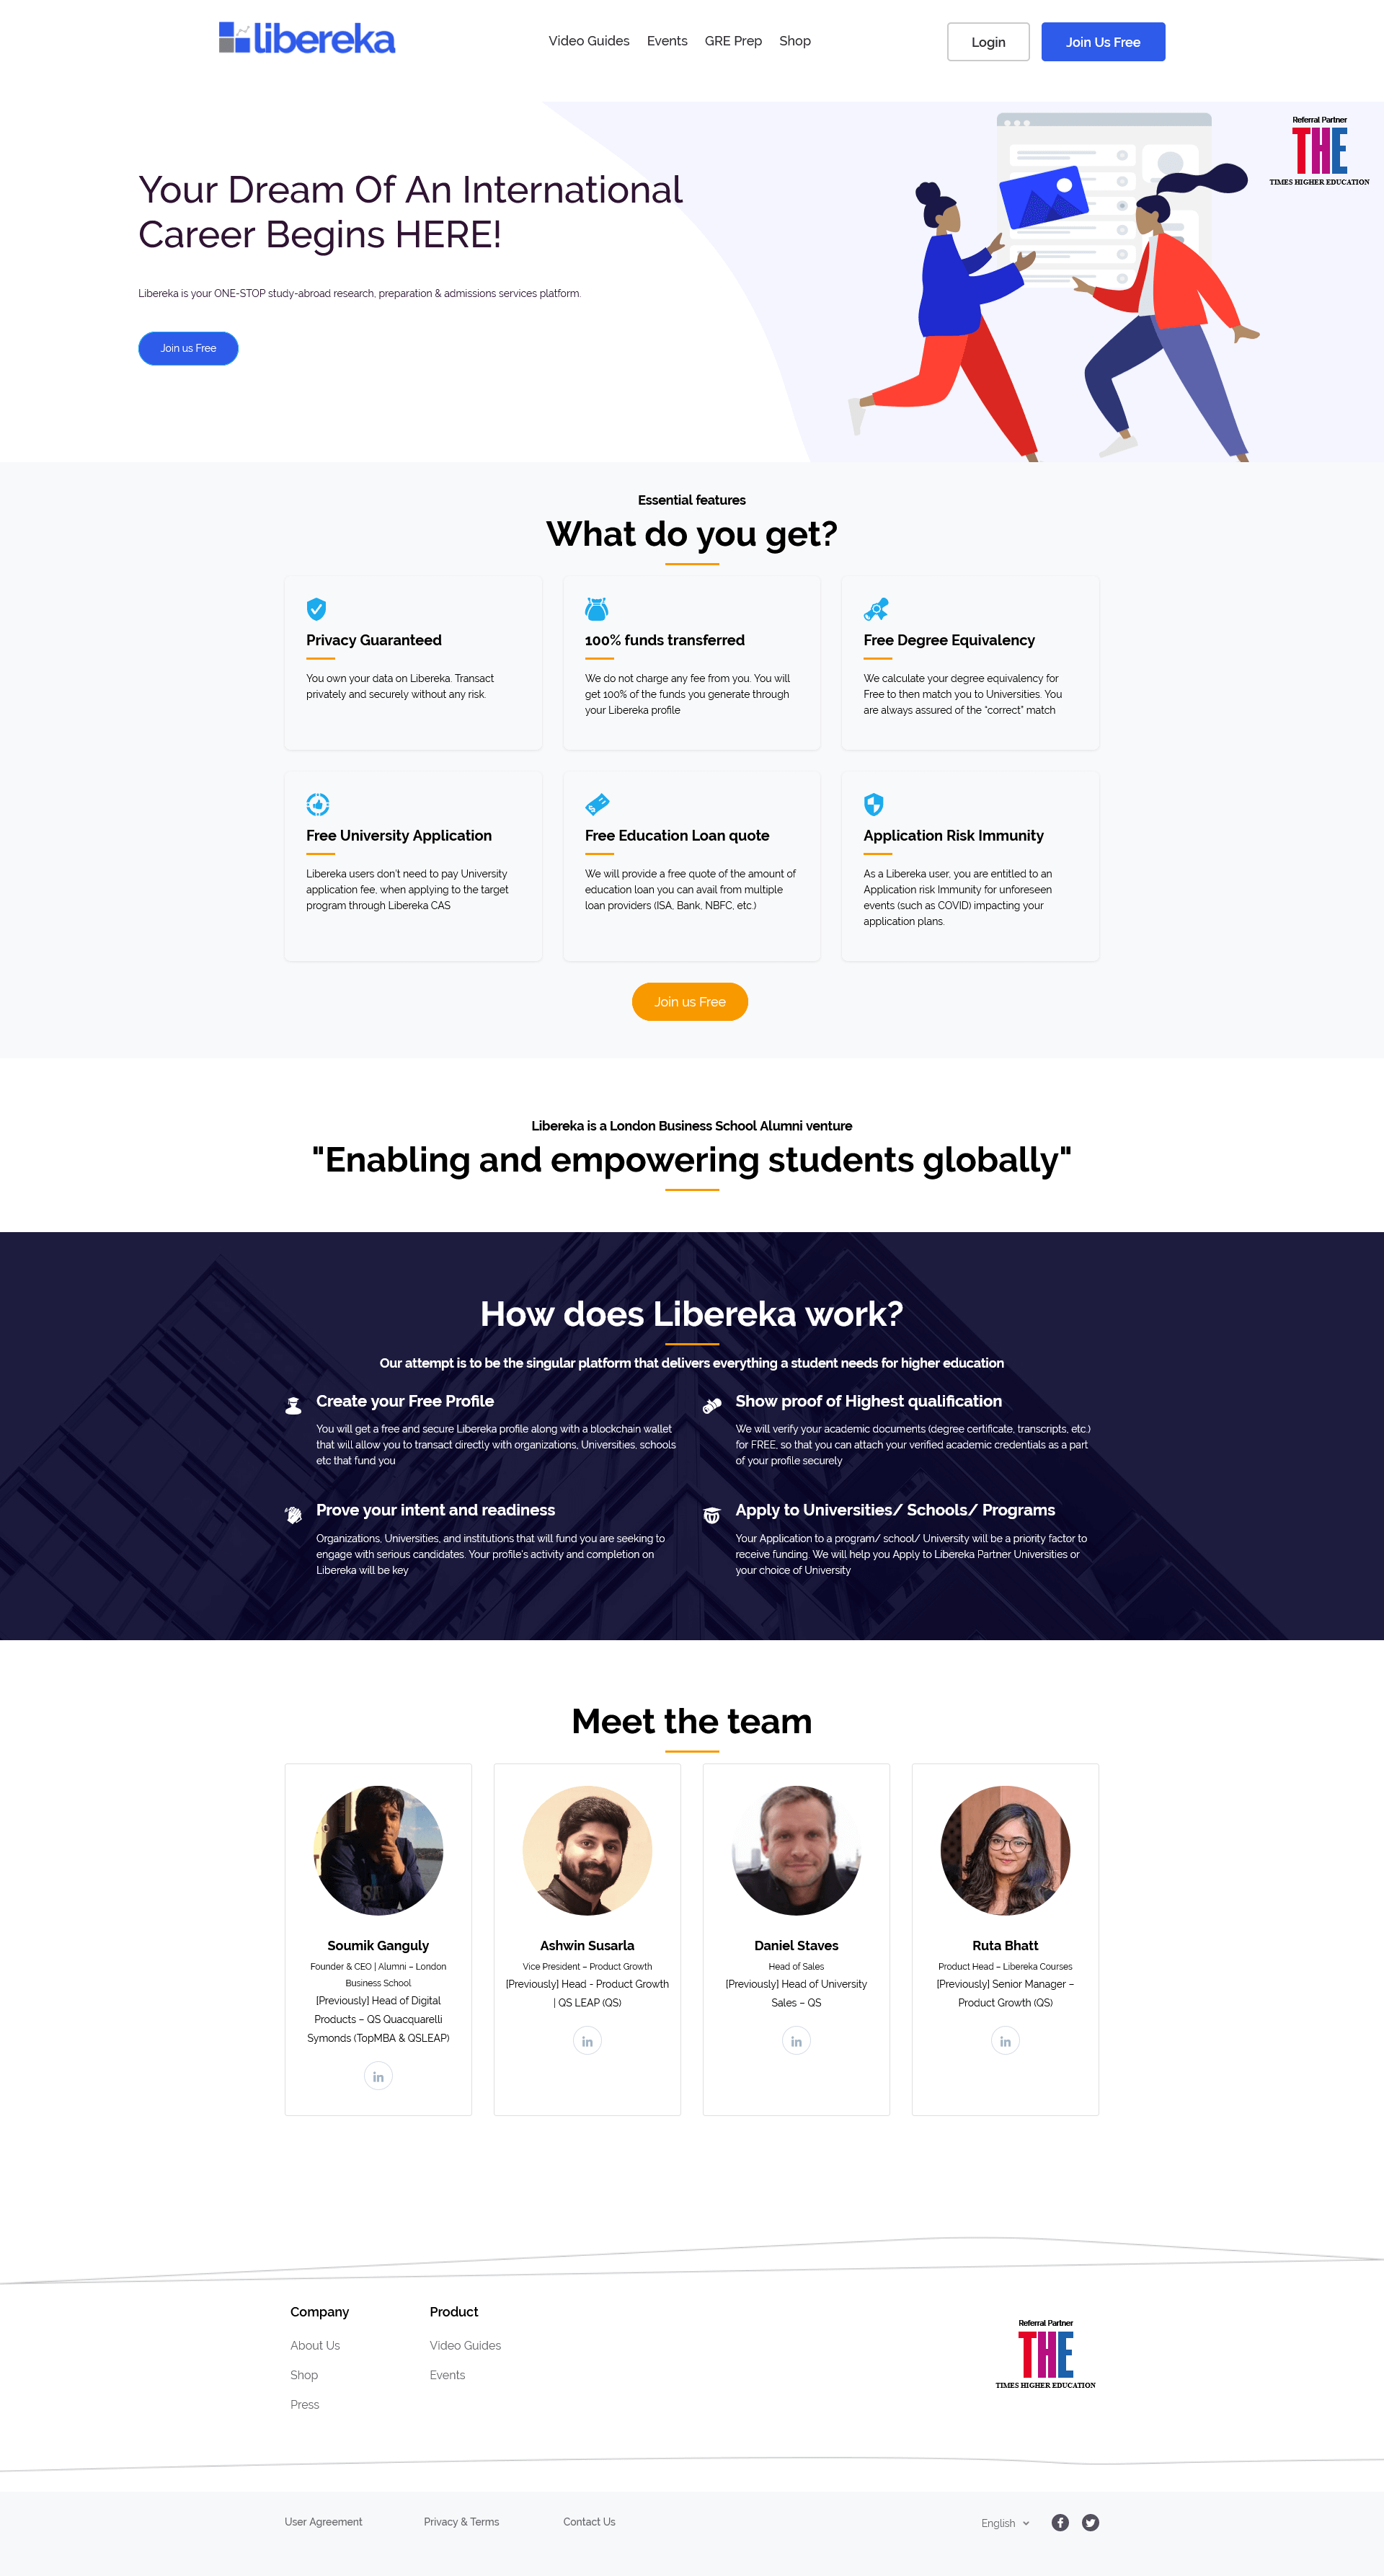 libereka
Video Guides
Events
GRE Prep
Shop
Login
Join Us Free
Referral Partner
THE
TIMES HIGHER EDUCATION
Your Dream Of An International
Career Begins HERE!
Libereka is your ONE-STOP study-abroad research, preparation & admissions services platform.
Join us Free
Essential features
What do you get?
Privacy Guaranteed
You own your data on Libereka. Transact
privately and securely without any risk.
100% funds transferred
We do not charge any fee from you. You will
get 100% of the funds you generate through
your Libereka profile
Free Degree Equivalency
We calculate your degree equivalency for
Free to then match you to Universities. You
are always assured of the “correct” match
Free University Application
Libereka users don't need to pay University
application fee, when applying to the target
program through Libereka CAS
Free Education Loan quote
We will provide a free quote of the amount of
education loan you can avail from multiple
loan providers (ISA, Bank, NBFC, etc.)
Application Risk Immunity
As a Libereka user, you are entitled to an
Application risk Immunity for unforeseen
events (such as COVID) impacting your
application plans.
Join us Free
Libereka is a London Business School Alumni venture
"Enabling and empowering students globally"
How does Libereka work?
Our attempt is to be the singular platform that delivers everything a student needs for higher education
Create your Free Profile
You will get a free and secure Libereka profile along with a blockchain wallet
that will allow you to transact directly with organizations, Universities, schools
etc that fund you
Show proof of Highest qualification
We will verify your academic documents (degree certificate, transcripts, etc.)
for FREE, so that you can attach your verified academic credentials as a part
of your profile securely
Prove your intent and readiness
Organizations, Universities, and institutions that will fund you are seeking to
engage with serious candidates. Your profile's activity and completion on
Libereka will be key
Apply to Universities/ Schools/ Programs
Your Application to a program/ school/ University will be a priority factor to
receive funding. We will help you Apply to Libereka Partner Universities or
your choice of University
Meet the team
Soumik Ganguly
Founder & CEO | Alumni – London
Business School
[Previously] Head of Digital
Products – QS Quacquarelli
Symonds (TopMBA & QSLEAP)
in
Ashwin Susarla
Vice President – Product Growth
[Previously] Head - Product Growth
| QS LEAP (QS)
in
Daniel Staves
Head of Sales
[Previously] Head of University
Sales – QS
in
Ruta Bhatt
Product Head – Libereka Courses
[Previously] Senior Manager –
Product Growth (QS)
in
Company
About Us
Shop
Press
Product
Video Guides
Events
Referral Partner
THE
TIMES HIGHER EDUCATION
User Agreement
Privacy & Terms
Contact Us
English